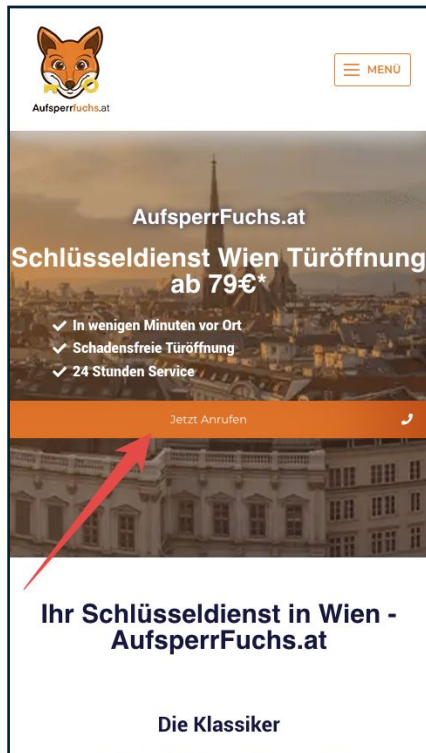 Aufsperrfuchs.at
MENÜ
AufsperrFuchs.at
Schlüsseldienst Wien Türöffnung
ab 79€*
In wenigen Minuten vor Ort
Schadensfreie Türöffnung
24 Stunden Service
Jetzt Anrufen
Ihr Schlüsseldienst in Wien -
AufsperrFuchs.at
Die Klassiker